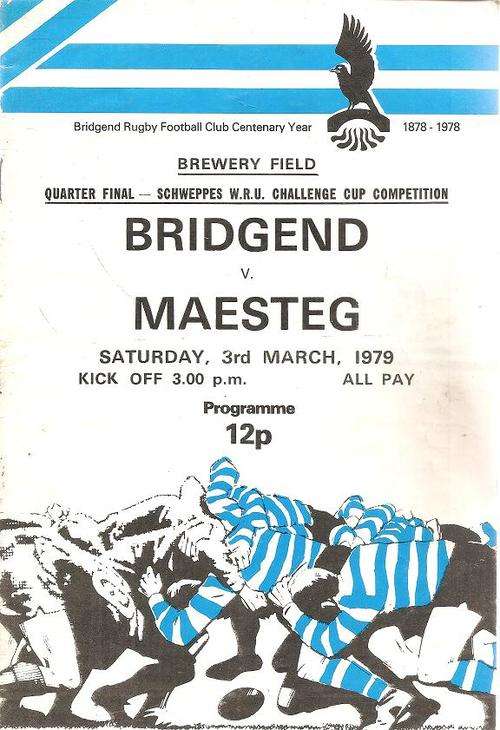 Bridgend Rugby Football Club Centenary Year 1878 - 1978
BREWERY FIELD
QUARTER FINAL — SCHWEPPES W.R.U. CHALLENGE CUP COMPETITION
BRIDGEND
V.
MAESTEG
SATURDAY, 3rd MARCH, 1979
KICK OFF 3.00 p.m. ALL PAY
Programme
12p